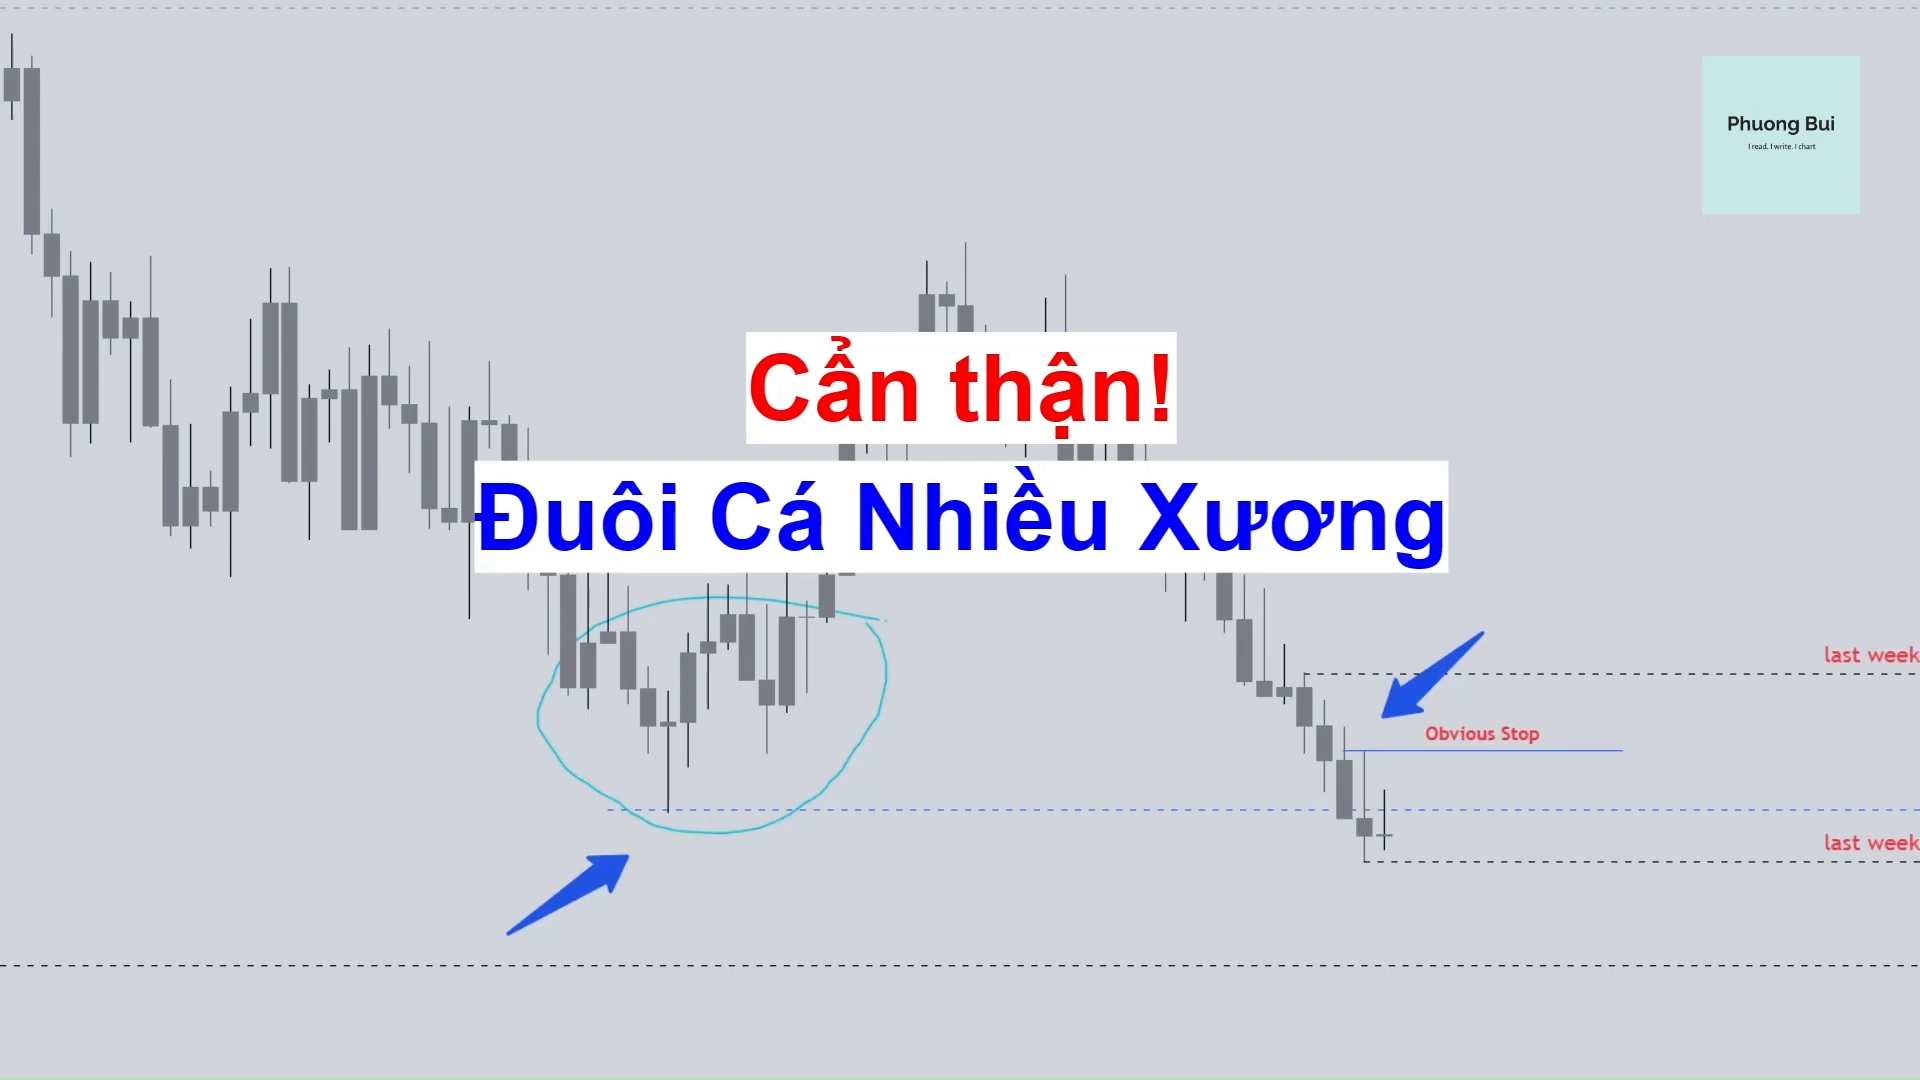 Phuong Bui
I read. I write. I chart
Cẩn thận!
Đuôi Cá Nhiều Xương
last week
Obvious Stop
last week